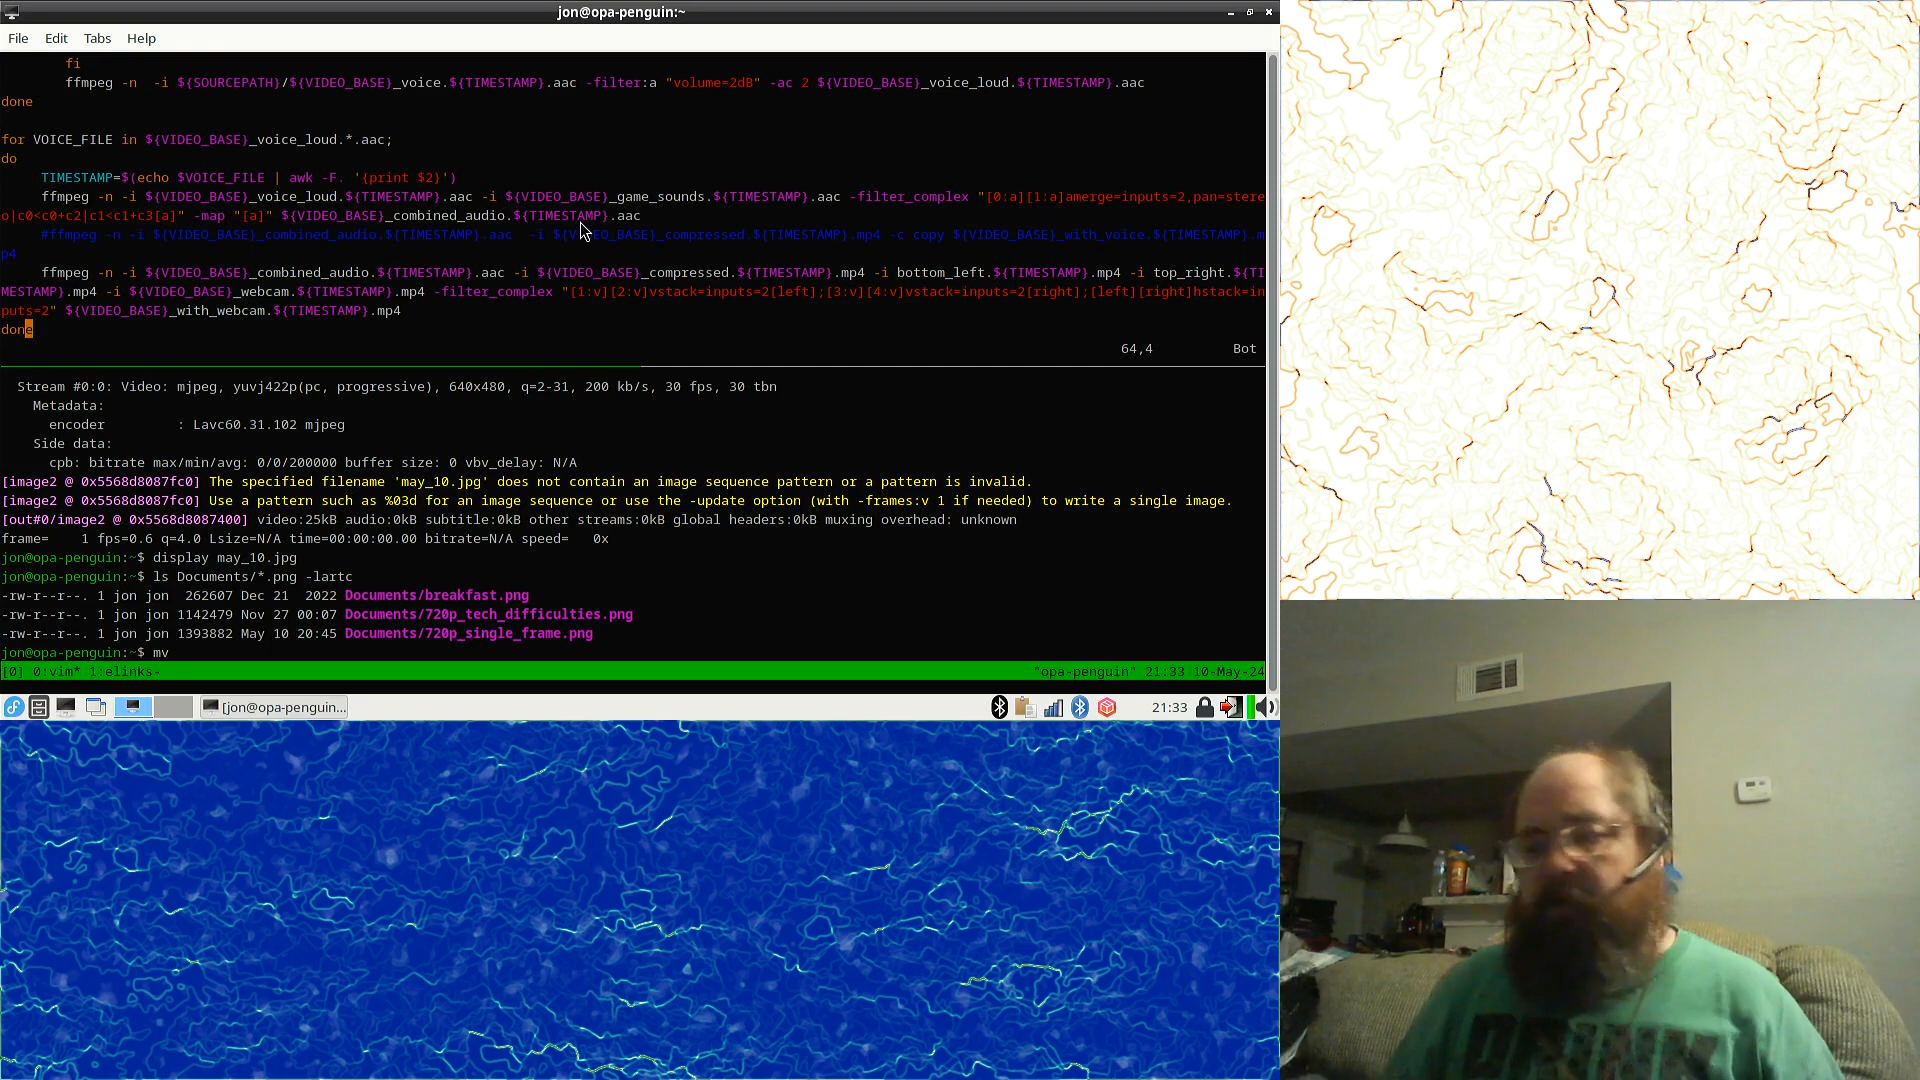 jon@opa-penguin:~
File Edit Tabs Help
fi
ffmpeg -n  -i ${SOURCEPATH}/${VIDEO_BASE}_voice.${TIMESTAMP}.aac -filter:a "volume=2dB" -ac 2 ${VIDEO_BASE}_voice_loud.${TIMESTAMP}.aac
done
for VOICE_FILE in ${VIDEO_BASE}_voice_loud.*.aac;
do
TIMESTAMP=$(echo $VOICE_FILE | awk -F. '{print $2}')
ffmpeg -n -i ${VIDEO_BASE}_voice_loud.${TIMESTAMP}.aac -i ${VIDEO_BASE}_game_sounds.${TIMESTAMP}.aac -filter_complex "[0:a][1:a]amerge=inputs=2,pan=stere
o|c0<c0+c2|c1<c1+c3[a]" -map "[a]" ${VIDEO_BASE}_combined_audio.${TIMESTAMP}.aac
#ffmpeg -n -i ${VIDEO_BASE}_combined_audio.${TIMESTAMP}.aac  -i ${VIDEO_BASE}_compressed.${TIMESTAMP}.mp4 -c copy ${VIDEO_BASE}_with_voice.${TIMESTAMP}.m
p4
ffmpeg -n -i ${VIDEO_BASE}_combined_audio.${TIMESTAMP}.aac -i ${VIDEO_BASE}_compressed.${TIMESTAMP}.mp4 -i bottom_left.${TIMESTAMP}.mp4 -i top_right.${TI
MESTAMP}.mp4 -i ${VIDEO_BASE}_webcam.${TIMESTAMP}.mp4 -filter_complex "[1:v][2:v]vstack=inputs=2[left];[3:v][4:v]vstack=inputs=2[right];[left][right]hstack=in
puts=2" ${VIDEO_BASE}_with_webcam.${TIMESTAMP}.mp4
done
64,4 Bot
Stream #0:0: Video: mjpeg, yuvj422p(pc, progressive), 640x480, q=2-31, 200 kb/s, 30 fps, 30 tbn
Metadata:
encoder         : Lavc60.31.102 mjpeg
Side data:
cpb: bitrate max/min/avg: 0/0/200000 buffer size: 0 vbv_delay: N/A
[image2 @ 0x5568d8087fc0] The specified filename 'may_10.jpg' does not contain an image sequence pattern or a pattern is invalid.
[image2 @ 0x5568d8087fc0] Use a pattern such as %03d for an image sequence or use the -update option (with -frames:v 1 if needed) to write a single image.
[out#0/image2 @ 0x5568d8087400] video:25kB audio:0kB subtitle:0kB other streams:0kB global headers:0kB muxing overhead: unknown
frame=    1 fps=0.6 q=4.0 Lsize=N/A time=00:00:00.00 bitrate=N/A speed=   0x
jon@opa-penguin:~$ display may_10.jpg
jon@opa-penguin:~$ ls Documents/*.png -lartc
-rw-r--r--. 1 jon jon  262607 Dec 21  2022 Documents/breakfast.png
-rw-r--r--. 1 jon jon 1142479 Nov 27 00:07 Documents/720p_tech_difficulties.png
-rw-r--r--. 1 jon jon 1393882 May 10 20:45 Documents/720p_single_frame.png
jon@opa-penguin:~$ mv
[0] 0:vim* 1:elinks- "opa-penguin" 21:33 10-May-24
[jon@opa-penguin... 21:33